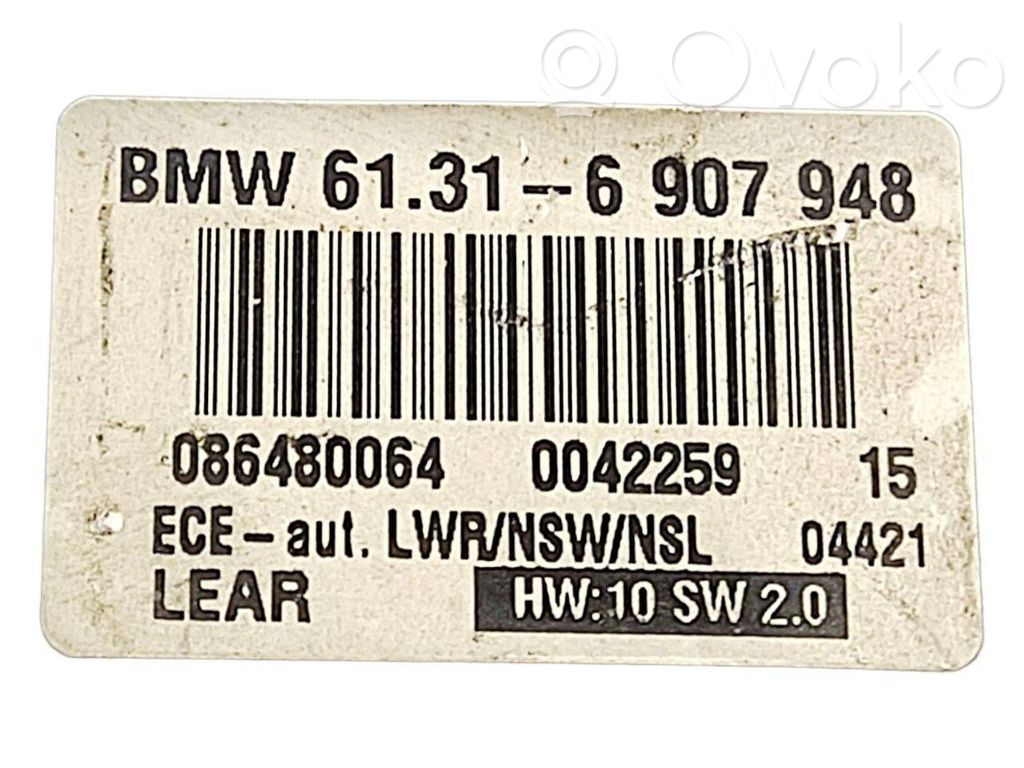 Ovoko
BMW 61.31-6 907 948
086480064 0042259 15
ECE-aut. LWR/NSW/NSL 04421
LEAR HW:10 SW 2.0